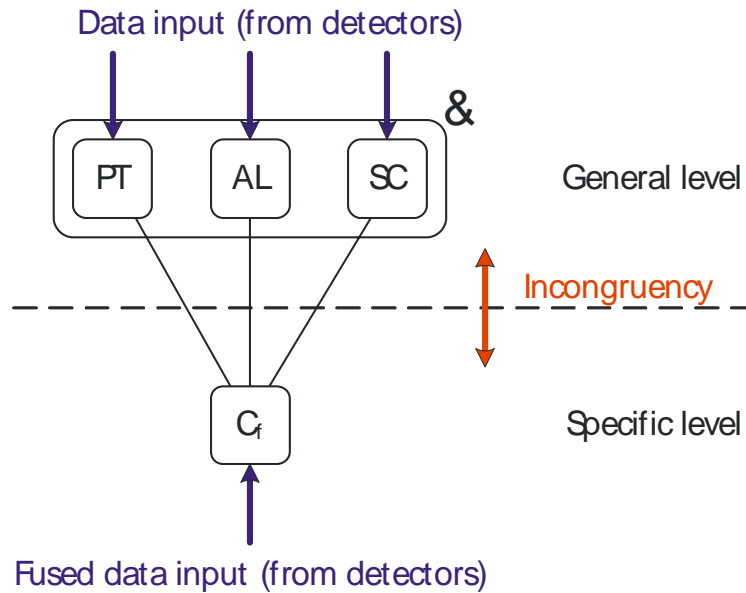 Data input (from detectors)
&
PT AL SC General level
Incongruency
Cf Specific level
Fused data input (from detectors)